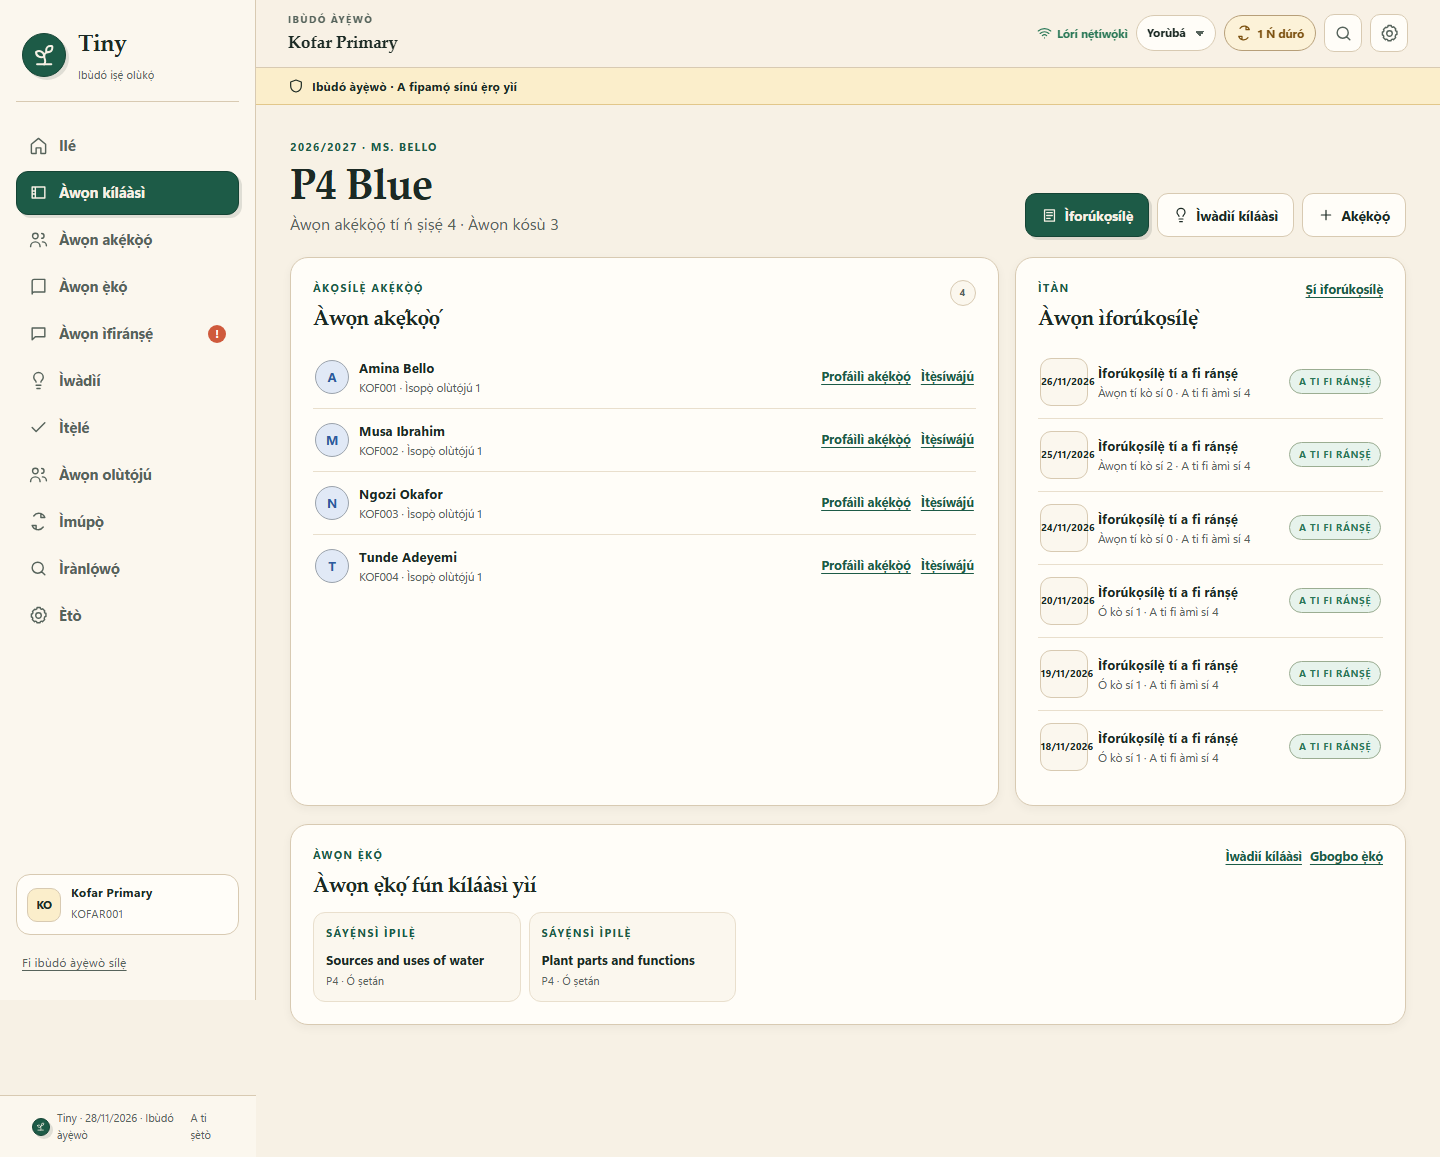 Tiny
Ibùdó iṣẹ́ olùkọ́
Ilé
Àwọn kíláàsì
Àwọn akẹ́kọ̀ọ́
Àwọn ẹ̀kọ́
Àwọn ìfiránṣẹ́
!
Ìwàdìí
Ìtẹ̀lé
Àwọn olùtọ́jú
Ìmúpọ̀
Ìrànlọ́wọ́
Ètò
KO
Kofar Primary
KOFAR001
Fi ibùdó àyẹ̀wò sílẹ̀
Tiny · 28/11/2026 · Ibùdó àyẹ̀wò
A ti ṣètò
IBÙDÓ ÀYẸ̀WÒ
Kofar Primary
Lórí nẹ́tíwọ́kì
Yorùbá
1 Ń dúró
Ibùdó àyẹ̀wò · A fipamọ́ sínú ẹ̀rọ yìí
2026/2027 · MS. BELLO
P4 Blue
Àwọn akẹ́kọ̀ọ́ tí ń ṣiṣẹ́ 4 · Àwọn kósù 3
Ìforúkọsílẹ̀
Ìwàdìí kíláàsì
Akẹ́kọ̀ọ́
ÀKỌSÍLẸ̀ AKẸ́KỌ̀Ọ́
4
Àwọn akẹ́kọ̀ọ́
A
Amina Bello
KOF001 · Ìsopọ̀ olùtọ́jú 1
Profáìlì akẹ́kọ̀ọ́
Ìtẹ̀síwájú
M
Musa Ibrahim
KOF002 · Ìsopọ̀ olùtọ́jú 1
Profáìlì akẹ́kọ̀ọ́
Ìtẹ̀síwájú
N
Ngozi Okafor
KOF003 · Ìsopọ̀ olùtọ́jú 1
Profáìlì akẹ́kọ̀ọ́
Ìtẹ̀síwájú
T
Tunde Adeyemi
KOF004 · Ìsopọ̀ olùtọ́jú 1
Profáìlì akẹ́kọ̀ọ́
Ìtẹ̀síwájú
ÌTÀN
Ṣí ìforúkọsílẹ̀
Àwọn ìforúkọsílẹ̀
26/11/2026
Ìforúkọsílẹ̀ tí a fi ránṣẹ́
Àwọn tí kò sí 0 · A ti fi àmì sí 4
A TI FI RÁNṢẸ́
25/11/2026
Ìforúkọsílẹ̀ tí a fi ránṣẹ́
Àwọn tí kò sí 2 · A ti fi àmì sí 4
A TI FI RÁNṢẸ́
24/11/2026
Ìforúkọsílẹ̀ tí a fi ránṣẹ́
Àwọn tí kò sí 0 · A ti fi àmì sí 4
A TI FI RÁNṢẸ́
20/11/2026
Ìforúkọsílẹ̀ tí a fi ránṣẹ́
Ó kò sí 1 · A ti fi àmì sí 4
A TI FI RÁNṢẸ́
19/11/2026
Ìforúkọsílẹ̀ tí a fi ránṣẹ́
Ó kò sí 1 · A ti fi àmì sí 4
A TI FI RÁNṢẸ́
18/11/2026
Ìforúkọsílẹ̀ tí a fi ránṣẹ́
Ó kò sí 1 · A ti fi àmì sí 4
A TI FI RÁNṢẸ́
ÀWỌN Ẹ̀KỌ́
Ìwàdìí kíláàsì
Gbogbo ẹ̀kọ́
Àwọn ẹ̀kọ́ fún kíláàsì yìí
SÁYẸ́NSÌ ÌPILẸ̀
Sources and uses of water
P4 · Ó ṣetán
SÁYẸ́NSÌ ÌPILẸ̀
Plant parts and functions
P4 · Ó ṣetán